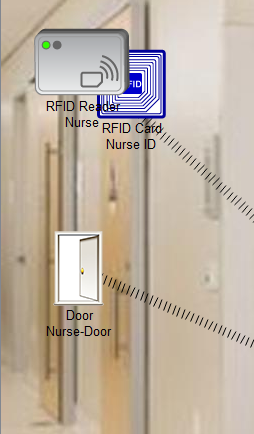 RFID
RFID Reader
Nurse
RFID Card
Nurse ID
Door
Nurse-Door